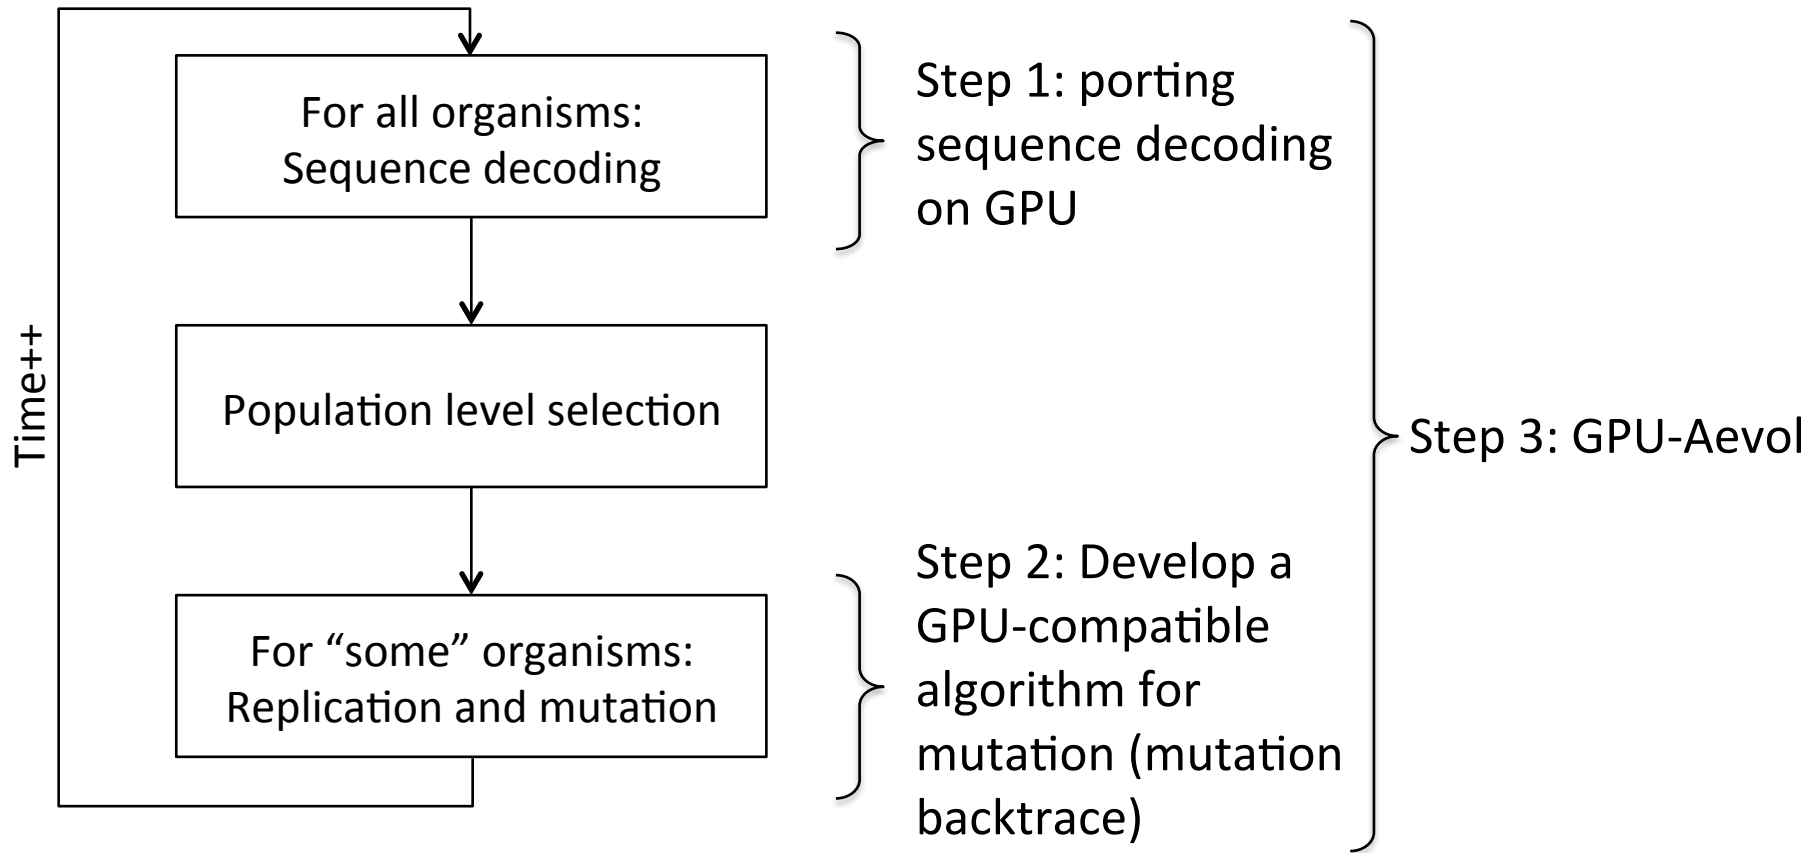 For all organisms:
Sequence decoding
Step 1: porting
sequence decoding
on GPU
Time++
Population level selection
Step 3: GPU-Aevol
For “some” organisms:
Replication and mutation
Step 2: Develop a
GPU-compatible
algorithm for
mutation (mutation
backtrace)